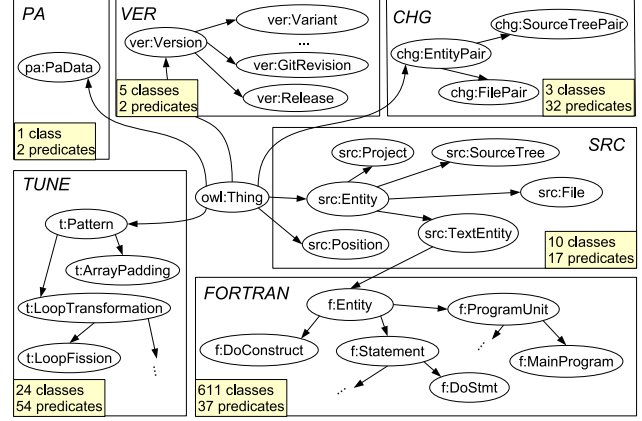 PA
pa:PaData
1 class
2 predicates
VER
ver:Variant
...
ver:Version
ver:GitRevision
ver:Release
5 classes
2 predicates
CHG
chg:SourceTreePair
chg:EntityPair
chg:FilePair
3 classes
32 predicates
owl:Thing
SRC
src:Project
src:SourceTree
src:Entity
src:File
src:TextEntity
src:Position
10 classes
17 predicates
TUNE
t:Pattern
t:ArrayPadding
t:LoopTransformation
t:LoopFission
...
24 classes
54 predicates
FORTRAN
f:Entity
f:ProgramUnit
f:DoConstruct
f:Statement
...
f:MainProgram
...
f:DoStmt
611 classes
37 predicates